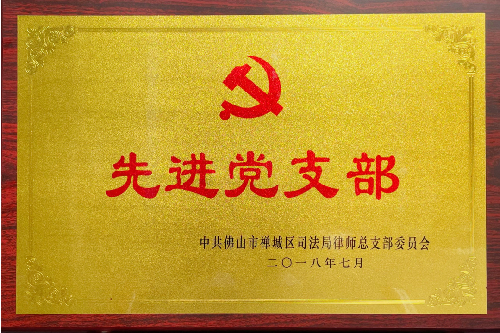 先进党支部
中共佛山市禅城区司法局律师总支部委员会
二〇一八年七月